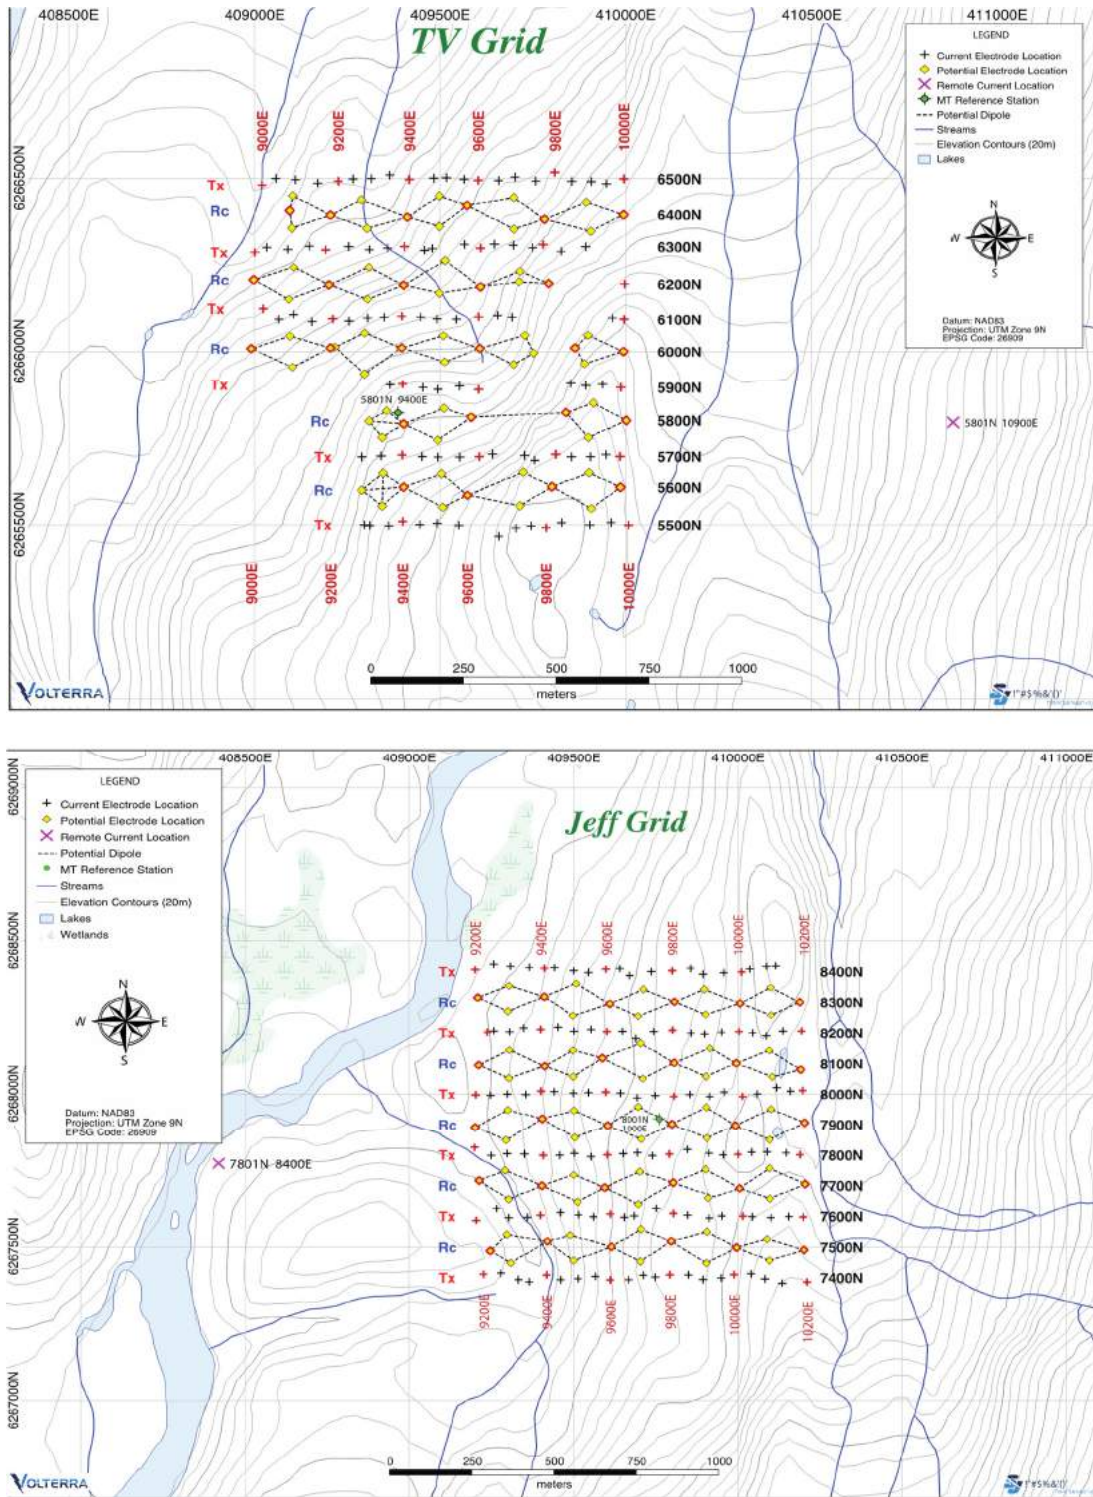 408500E 409000E 409500E 410000E 410500E 411000E
TV Grid
LEGEND
Current Electrode Location
Potential Electrode Location
Remote Current Location
MT Reference Station
Potential Dipole
Streams
Elevation Contours (20m)
Lakes
N
W E
S
Datum: NAD83
Projection: UTM Zone 9N
EPSG Code: 26909
9000E 9200E 9400E 9600E 9800E 10000E
6266500N
Tx 6500N
Rc 6400N
Tx 6300N
Rc 6200N
Tx 6100N
6266000N
Rc 6000N
Tx 5900N
5801N 9400E
Rc 5800N
5801N 10900E
Tx 5700N
Rc 5600N
6265500N
Tx 5500N
9000E 9200E 9400E 9600E 9800E 10000E
0 250 500 750 1000
meters
VOLTERRA
!"#$%&'()'
408500E 409000E 409500E 410000E 410500E 411000E
6269000N
LEGEND
Current Electrode Location
Potential Electrode Location
Remote Current Location
Potential Dipole
MT Reference Station
Streams
Elevation Contours (20m)
Lakes
Wetlands
N
W E
S
Datum: NAD83
Projection: UTM Zone 9N
EPSG Code: 26909
Jeff Grid
6268500N
9200E 9400E 9600E 9800E 10000E 10200E
Tx 8400N
Rc 8300N
Tx 8200N
Rc 8100N
6268000N
Tx 8000N
8001N
Rc 7900N
Tx 7800N
7801N 8400E
Rc 7700N
Tx 7600N
6267500N
Rc 7500N
Tx 7400N
9200E 9400E 9600E 9800E 10000E 10200E
6267000N
0 250 500 750 1000
meters
VOLTERRA
!"#$%&'()'